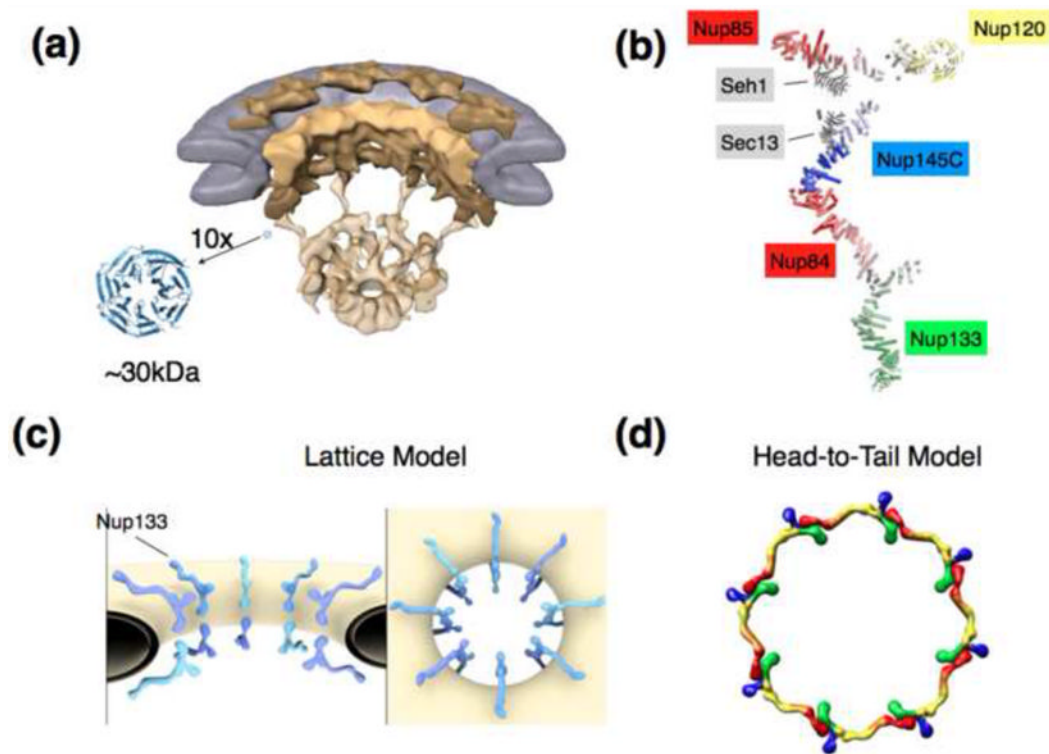 (a)
10x
~30kDa
(b)
Nup85
Nup120
Seh1
Sec13
Nup145C
Nup84
Nup133
(c)
Lattice Model
Nup133
(d)
Head-to-Tail Model